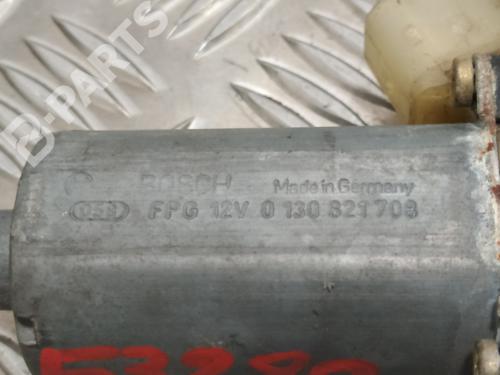 B-PARTS
BOSCH Made in Germany
FPG 12V 0 130 821 708